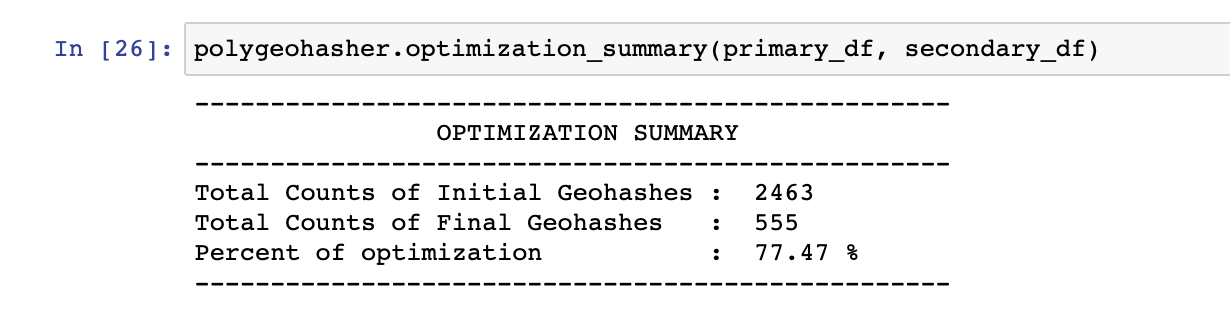 In [26]: polygeohasher.optimization_summary(primary_df, secondary_df)
--------------------------------------------------
OPTIMIZATION SUMMARY
--------------------------------------------------
Total Counts of Initial Geohashes :  2463
Total Counts of Final Geohashes   :  555
Percent of optimization           :  77.47 %
--------------------------------------------------